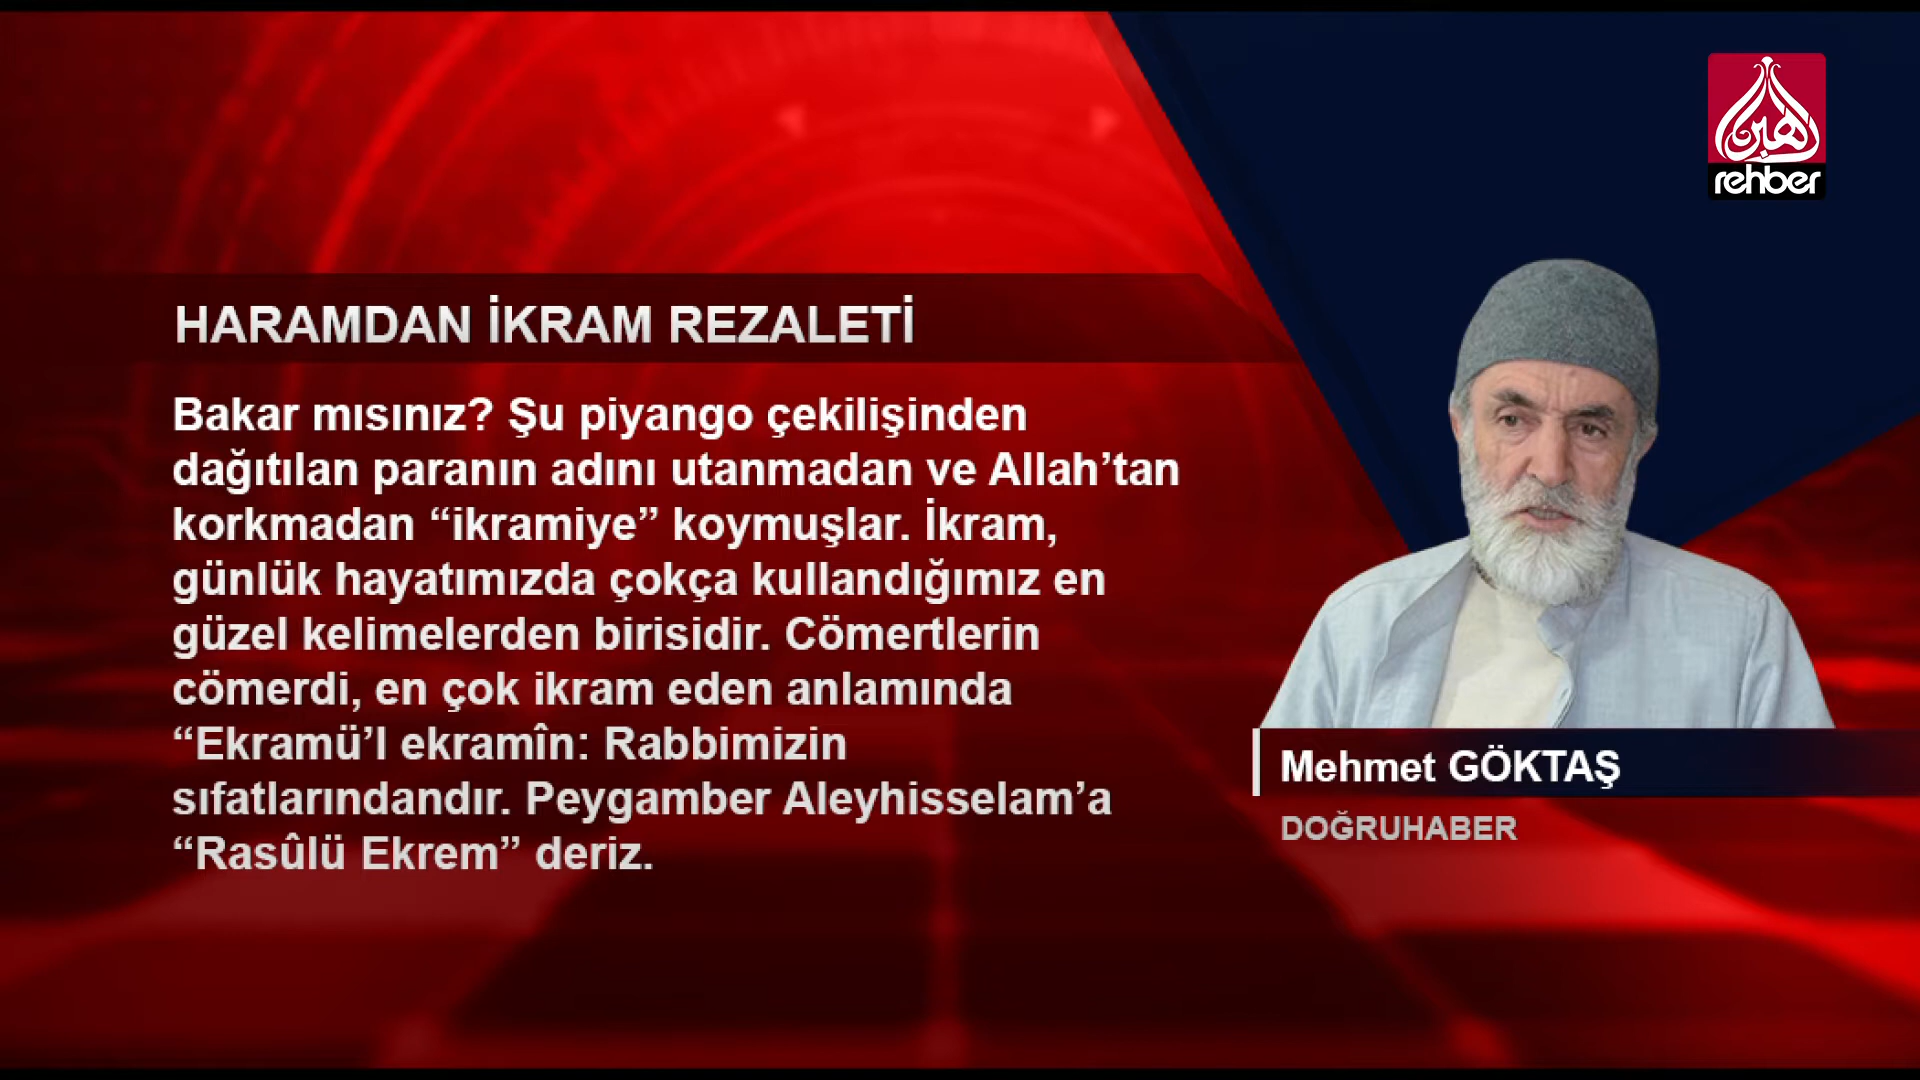 رهبر
rehber
HARAMDAN İKRAM REZALETİ
Bakar mısınız? Şu piyango çekilişinden
dağıtılan paranın adını utanmadan ve Allah’tan
korkmadan “ikramiye” koymuşlar. İkram,
günlük hayatımızda çokça kullandığımız en
güzel kelimelerden birisidir. Cömertlerin
cömerdi, en çok ikram eden anlamında
“Ekramü’l ekramîn: Rabbimizin
sıfatlarındandır. Peygamber Aleyhisselam’a
“Rasûlü Ekrem” deriz.
Mehmet GÖKTAŞ
DOĞRUHABER